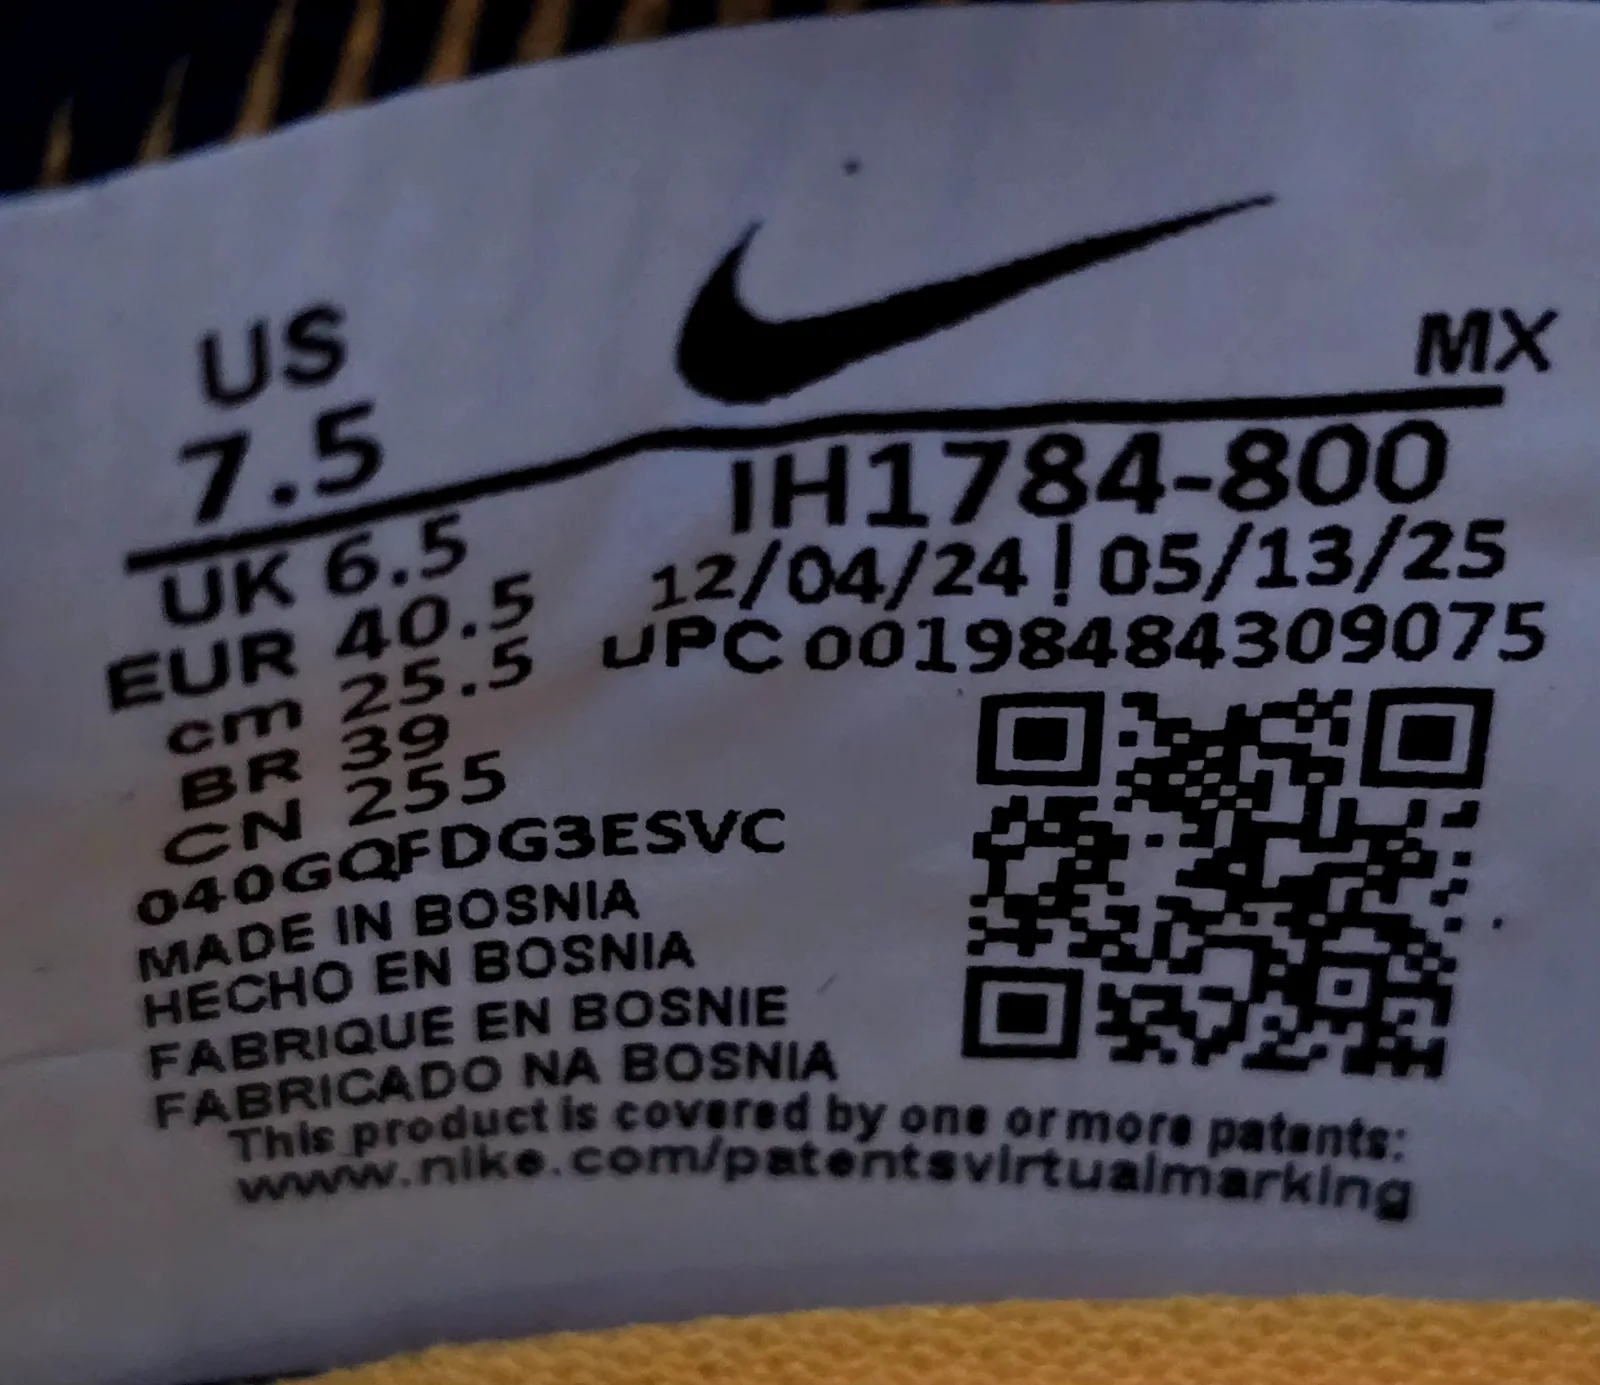 US
7.5
MX
IH1784-800
12/04/24 | 05/13/25
UPC 00198484309075
UK 6.5
EUR 40.5
cm 25.5
BR 39
CN 255
040GQFDG3ESVC
MADE IN BOSNIA
HECHO EN BOSNIA
FABRIQUE EN BOSNIE
FABRICADO NA BOSNIA
This product is covered by one or more patents:
www.nike.com/patentsvirtualmarking